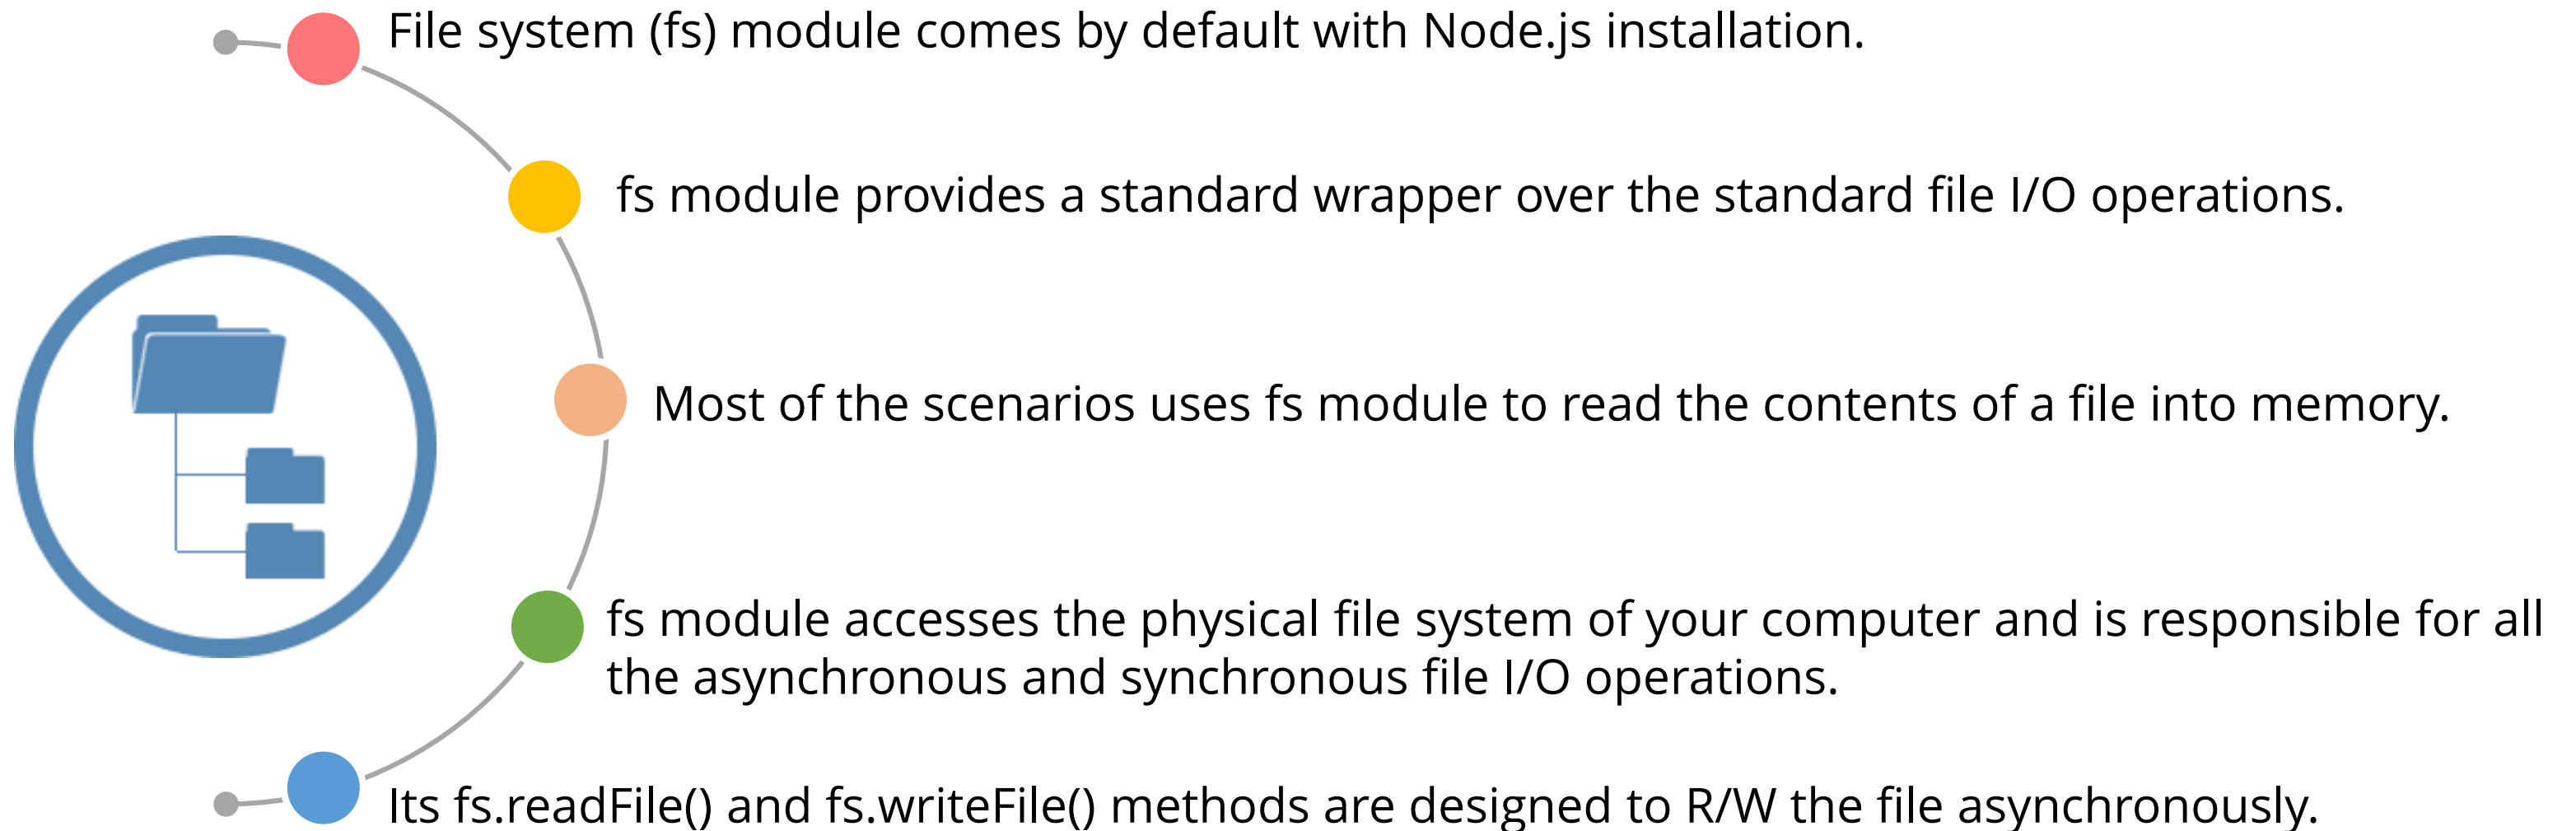 File system (fs) module comes by default with Node.js installation.
fs module provides a standard wrapper over the standard file I/O operations.
Most of the scenarios uses fs module to read the contents of a file into memory.
fs module accesses the physical file system of your computer and is responsible for all
the asynchronous and synchronous file I/O operations.
Its fs.readFile() and fs.writeFile() methods are designed to R/W the file asynchronously.